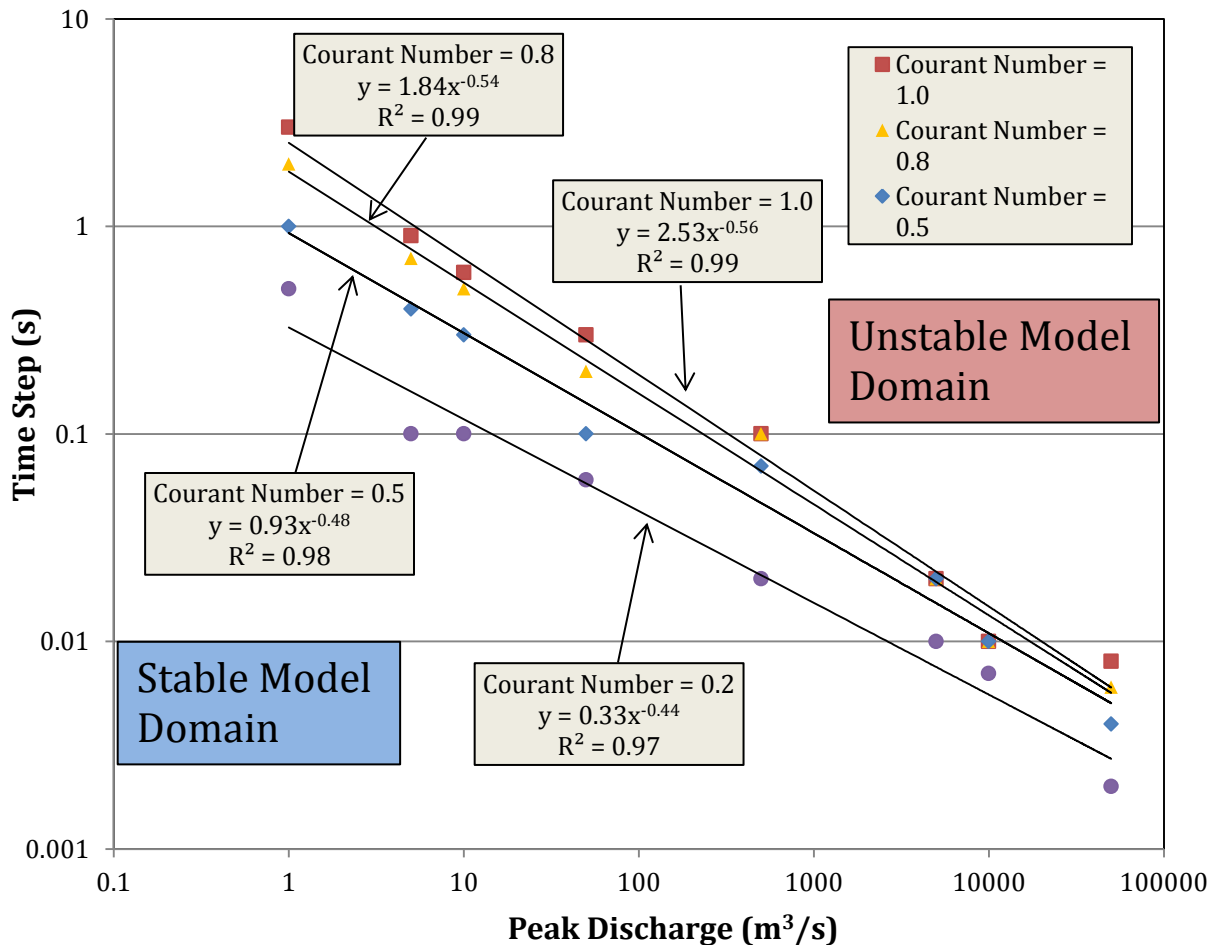 10
1
0.1
0.01
0.001
Time Step (s)
Courant Number = 0.8
y = 1.84x⁻⁰·⁵⁴
R² = 0.99
Courant Number = 1.0
y = 2.53x⁻⁰·⁵⁶
R² = 0.99
Courant Number =
1.0
Courant Number =
0.8
Courant Number =
0.5
Unstable Model
Domain
Courant Number = 0.5
y = 0.93x⁻⁰·⁴⁸
R² = 0.98
Stable Model
Domain
Courant Number = 0.2
y = 0.33x⁻⁰·⁴⁴
R² = 0.97
0.1 1 10 100 1000 10000 100000
Peak Discharge (m³/s)